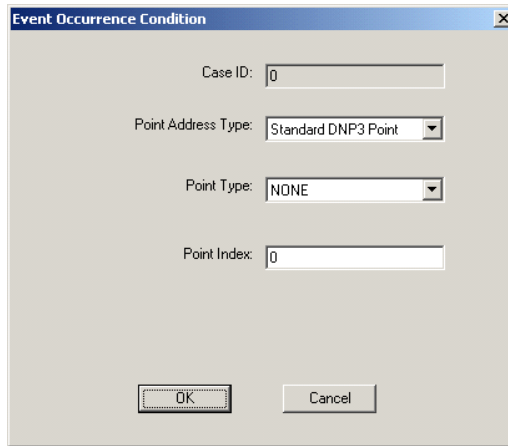 Event Occurrence Condition
Case ID: 0
Point Address Type: Standard DNP3 Point
Point Type: NONE
Point Index: 0
OK Cancel